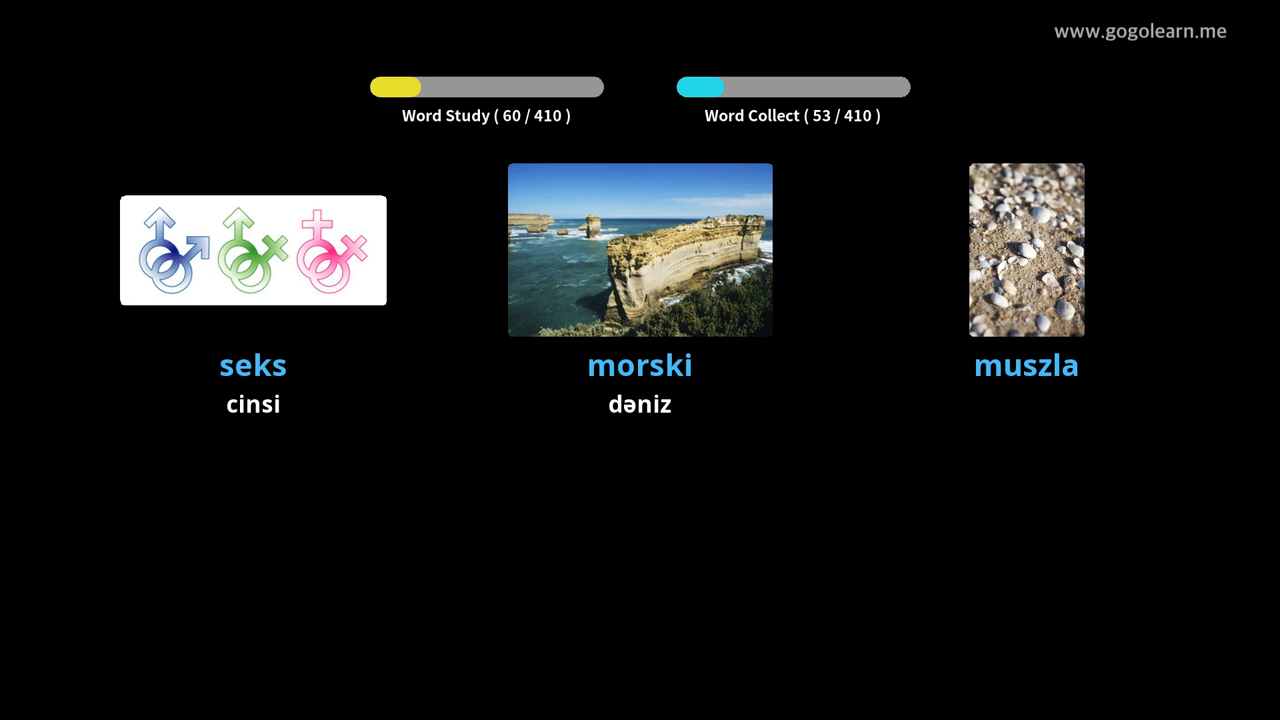 www.gogolearn.me
Word Study ( 60 / 410 )
Word Collect ( 53 / 410 )
seks
morski
muszla
cinsi
dəniz